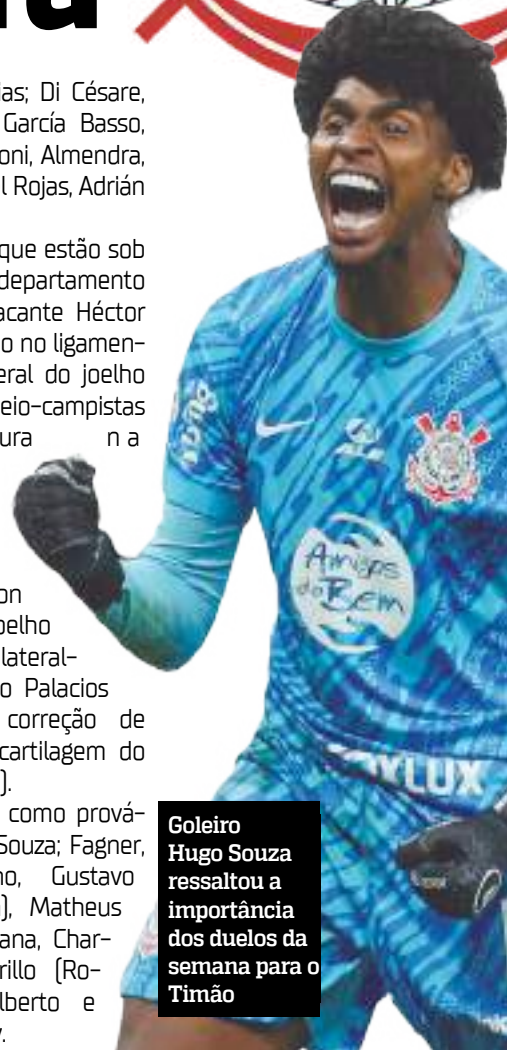 ias; Di Césare,
García Basso,
oni, Almendra,
l Rojas, Adrián
que estão sob
departamento
acante Héctor
o no ligamen-
eral do joelho
eio-campistas
ura na
on
oelho
lateral-
o Palacios
correção de
cartilagem do
).
como prová-
Souza; Fagner,
no, Gustavo
), Matheus
ana, Char-
rillo (Ro-
lberto e
Goleiro
Hugo Souza
ressaltou a
importância
dos duelos da
semana para o
Timão
Amigos
do Bem